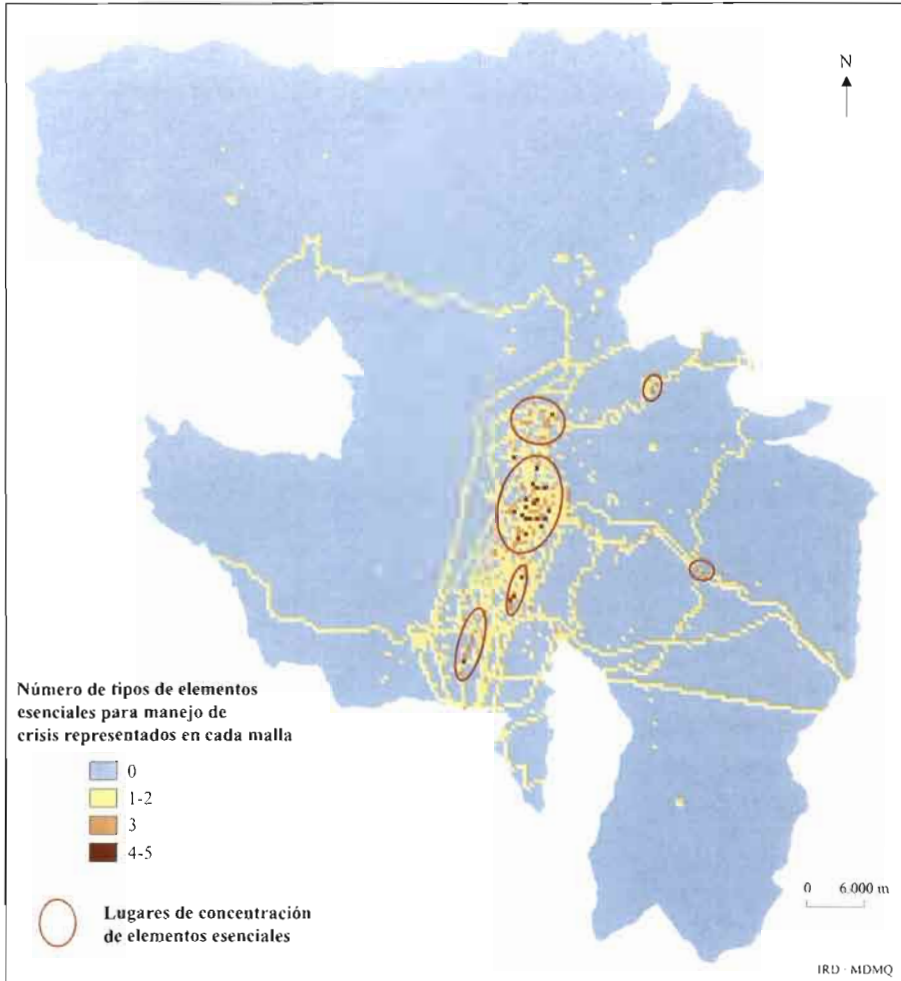 N
Número de tipos de elementos
esenciales para manejo de
crisis representados en cada malla
0
1-2
3
4-5
Lugares de concentración
de elementos esenciales
0 6.000 m
IRD · MDMQ